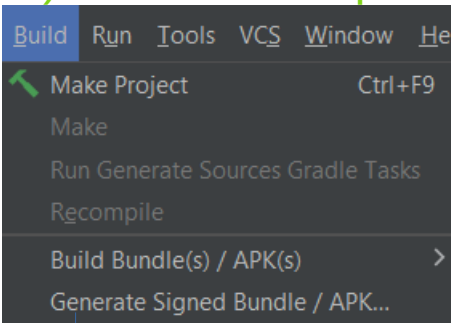 Build Run Tools VCS Window He
Make Project Ctrl+F9
Make
Run Generate Sources Gradle Tasks
Recompile
Build Bundle(s) / APK(s)
Generate Signed Bundle / APK...